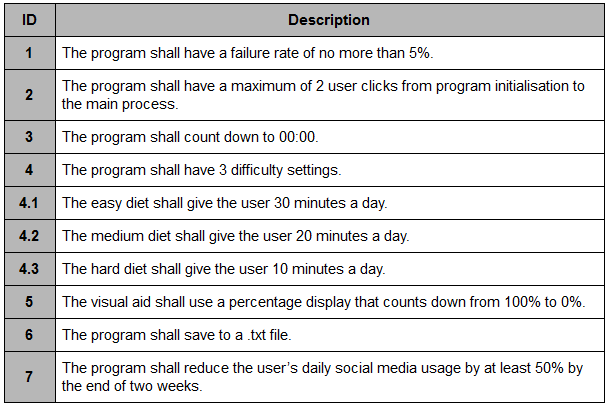 ID Description
1 The program shall have a failure rate of no more than 5%.
2 The program shall have a maximum of 2 user clicks from program initialisation to
the main process.
3 The program shall count down to 00:00.
4 The program shall have 3 difficulty settings.
4.1 The easy diet shall give the user 30 minutes a day.
4.2 The medium diet shall give the user 20 minutes a day.
4.3 The hard diet shall give the user 10 minutes a day.
5 The visual aid shall use a percentage display that counts down from 100% to 0%.
6 The program shall save to a .txt file.
7 The program shall reduce the user’s daily social media usage by at least 50% by
the end of two weeks.